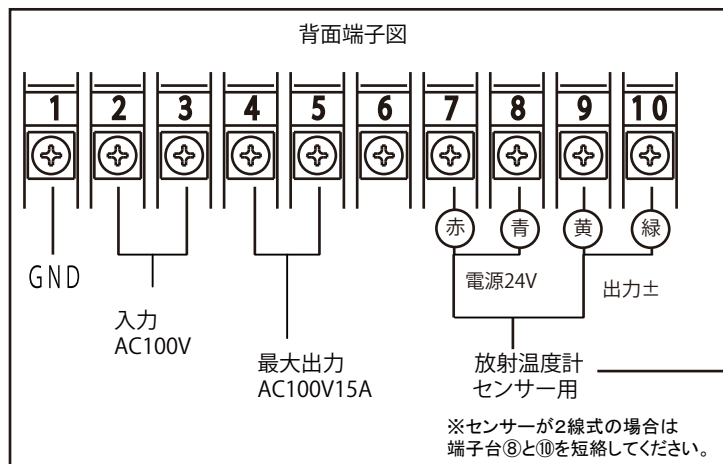 背面端子図
1 2 3 4 5 6 7 8 9 10
赤 青 黄 緑
GND
電源24V
出力±
入力
AC100V
最大出力
AC100V15A
放射温度計
センサー用
※センサーが2線式の場合は
端子台⑧と⑩を短絡してください。